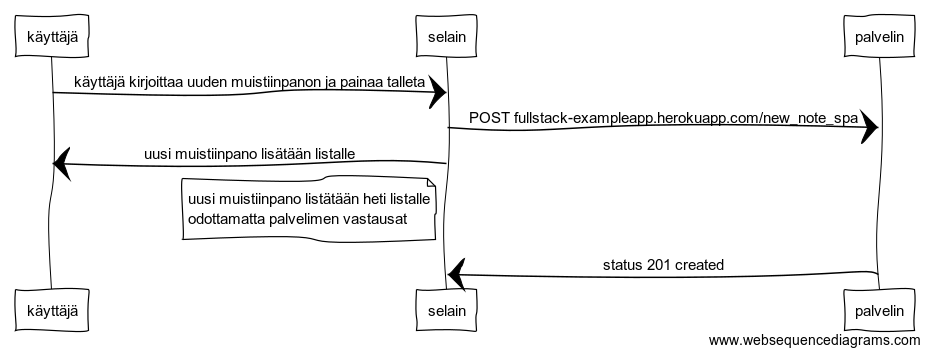 käyttäjä
selain
palvelin
käyttäjä kirjoittaa uuden muistiinpanon ja painaa talleta
POST fullstack-exampleapp.herokuapp.com/new_note_spa
uusi muistiinpano lisätään listalle
uusi muistiinpano listätään heti listalle
odottamatta palvelimen vastausat
status 201 created
käyttäjä
selain
palvelin
www.websequencediagrams.com